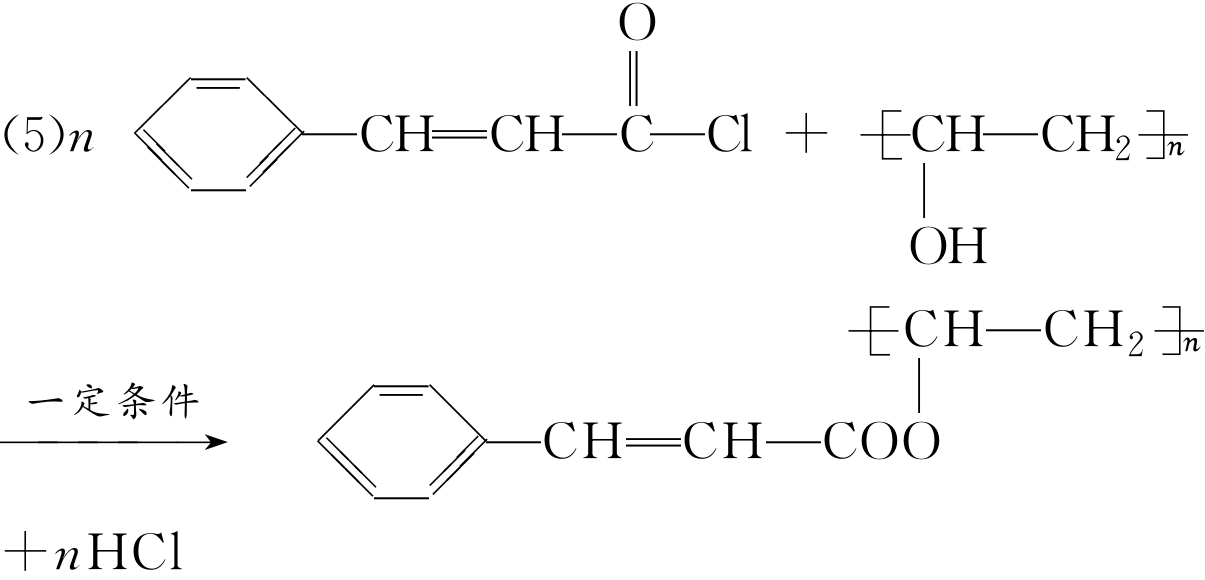 O
(5)n CH=CH—C—Cl + [CH—CH₂]ₙ
OH
[CH—CH₂]ₙ
一定条件
CH=CH—COO
+nHCl